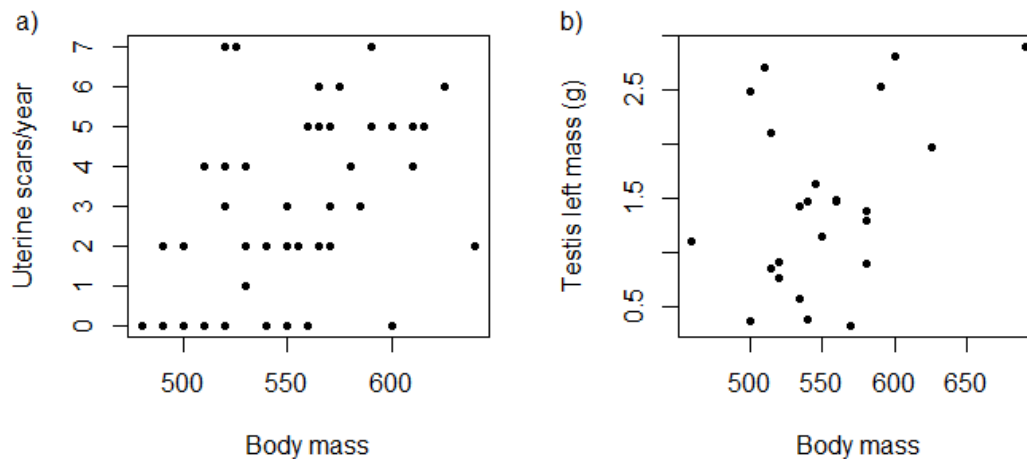 a)
Uterine scars/year
7
6
5
4
3
2
1
0
500 550 600
Body mass
b)
Testis left mass (g)
2.5
1.5
0.5
500 550 600 650
Body mass